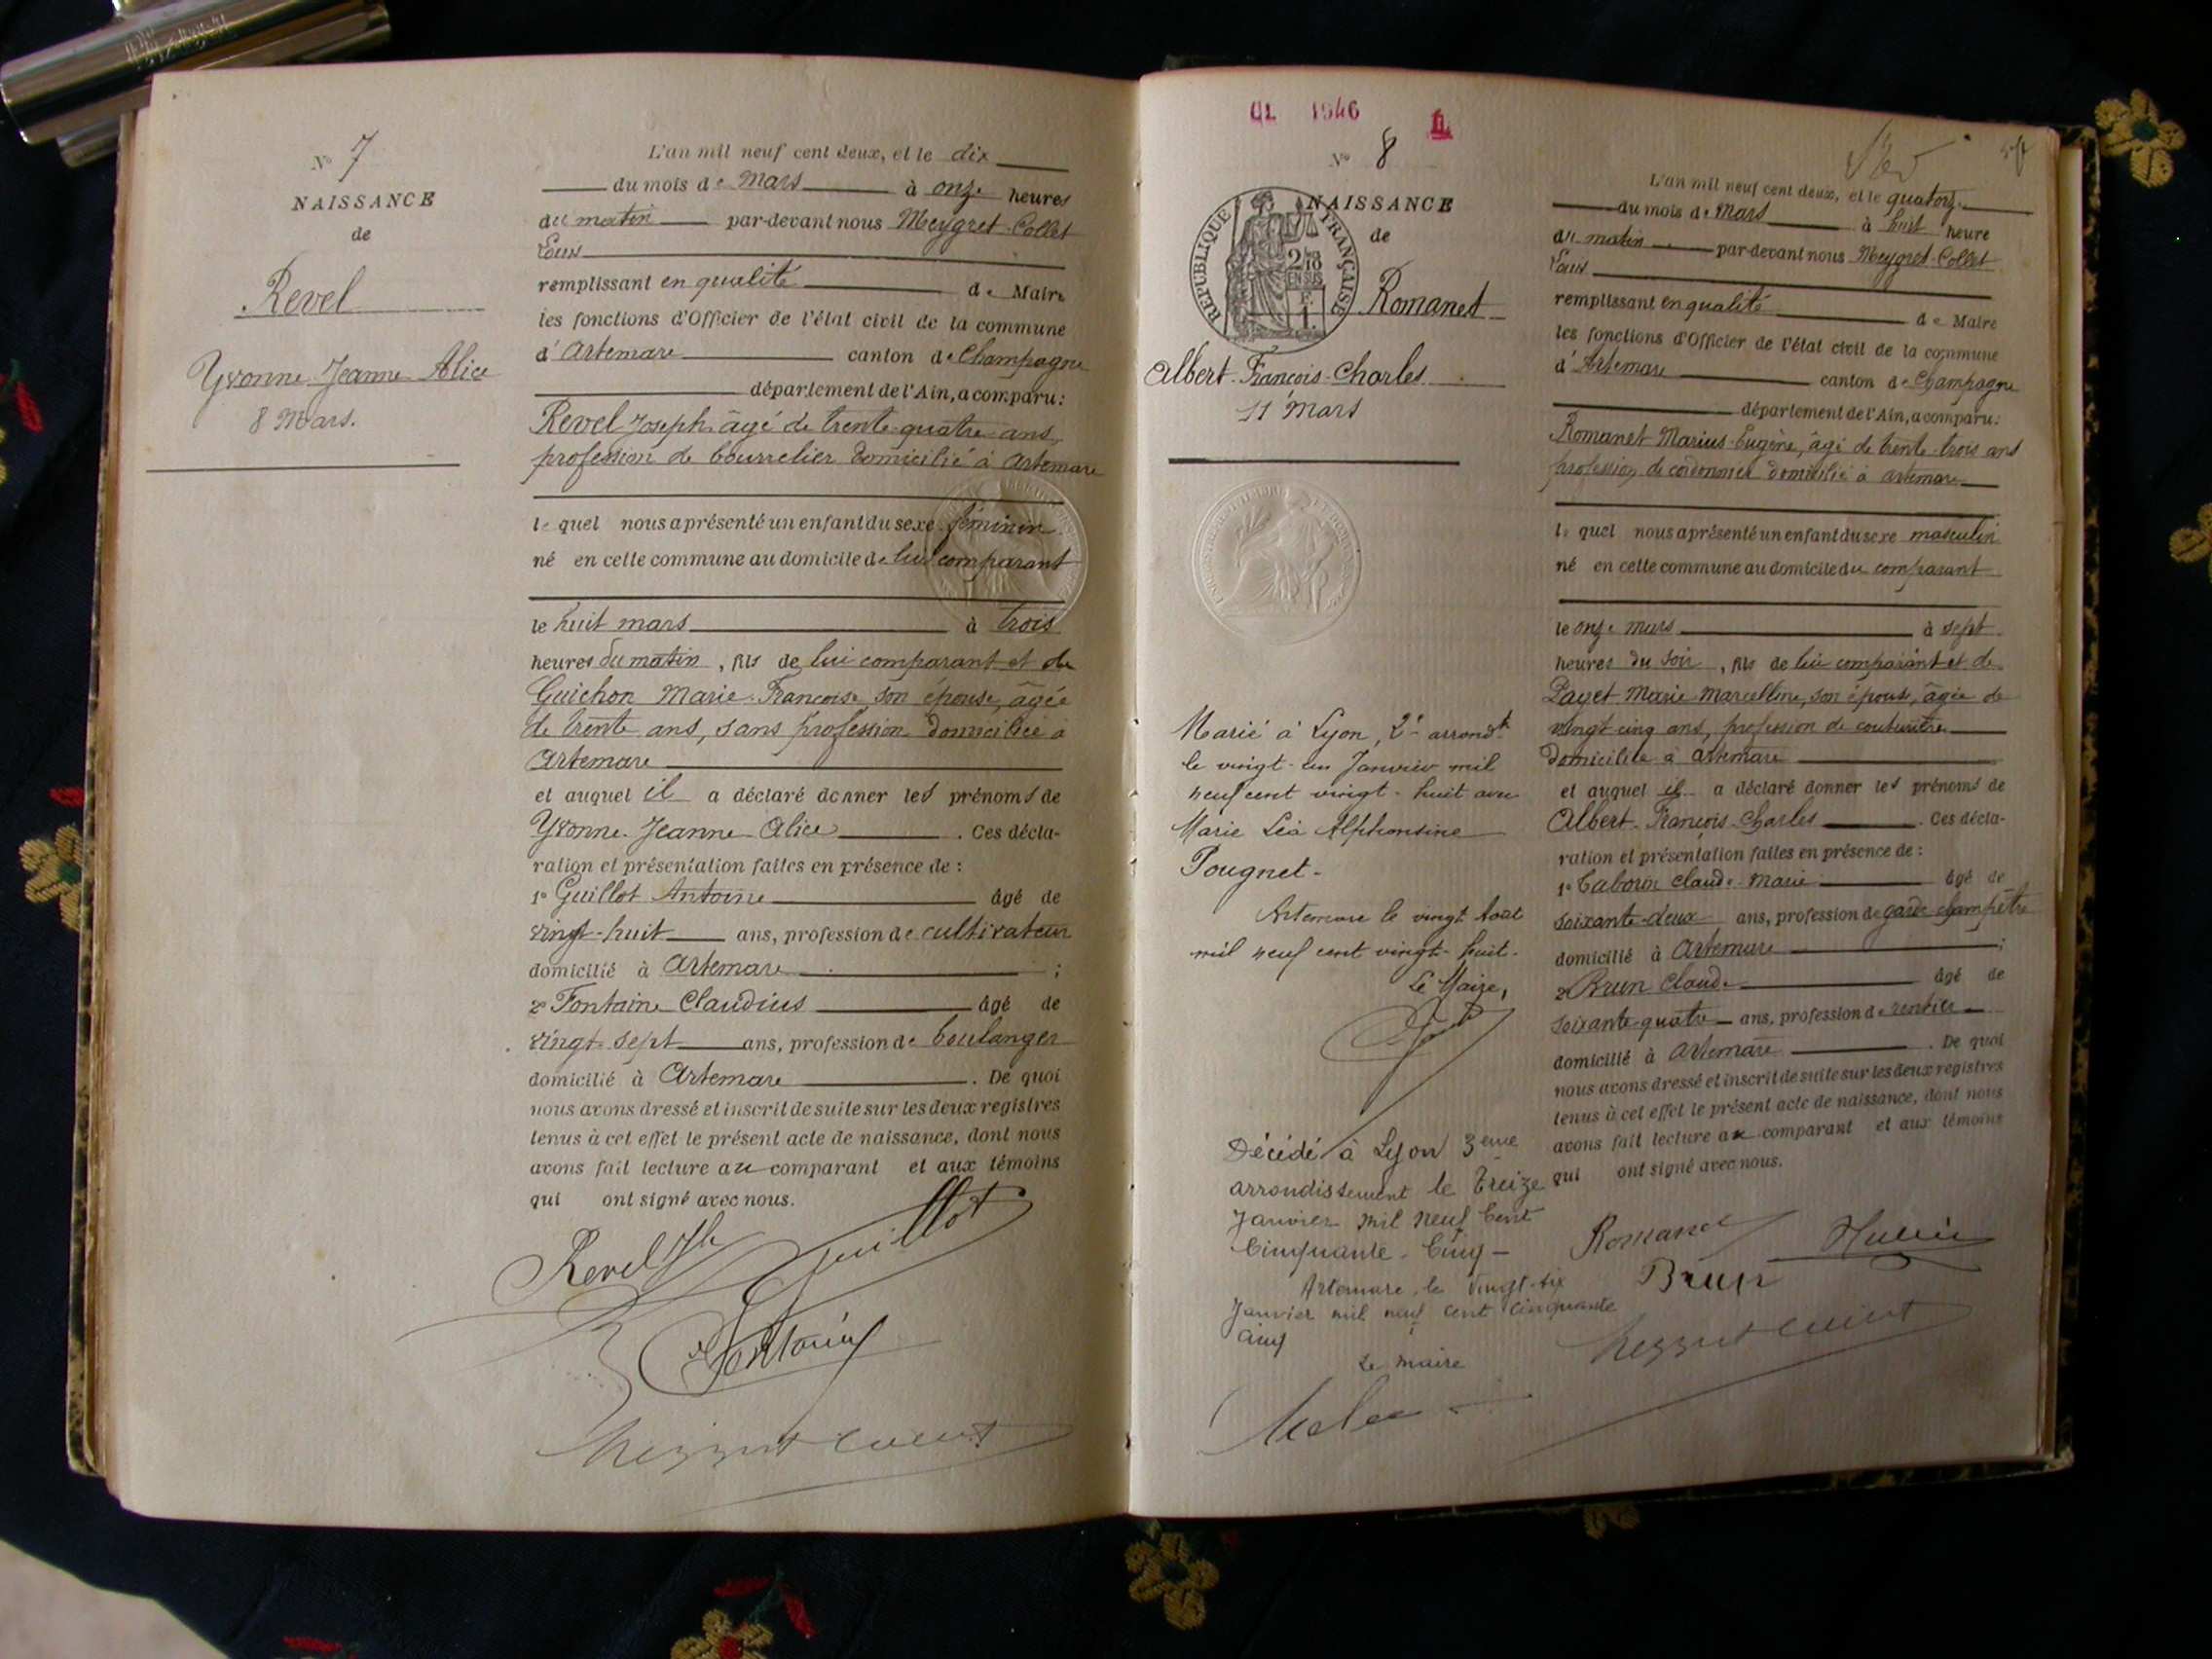 N° 7
NAISSANCE
de
Revel
Yvonne Jeanne Alice
8 Mars.
L'an mil neuf cent deux, et le dix
du mois de Mars à onze heures
du matin par-devant nous Meygret-Collet
Louis
remplissant en qualité de Maire
les fonctions d'Officier de l'état civil de la commune
d'Artemare canton de Champagne
département de l'Ain, a comparu:
Revel Joseph âgé de trente-quatre ans,
profession de bourrelier domicilié à Artemare
lequel nous a présenté un enfant du sexe féminin
né en cette commune au domicile de lui comparant
le huit mars à trois
heures du matin, fils de lui comparant et de
Guichon Marie-Françoise son épouse, âgée
de trente ans, sans profession domiciliée à
Artemare
et auquel il a déclaré donner les prénoms de
Yvonne-Jeanne-Alice. Ces décla-
ration et présentation faites en présence de :
1° Guillot Antoine âgé de
vingt-huit ans, profession de cultivateur
domicilié à Artemare ;
2° Fontaine Claudius âgé de
vingt-sept ans, profession de boulanger
domicilié à Artemare. De quoi
nous avons dressé et inscrit de suite sur les deux registres
tenus à cet effet le présent acte de naissance, dont nous
avons fait lecture au comparant et aux témoins
qui ont signé avec nous.
Revel Jh Guillot
Fontaine
1946
N° 8
NAISSANCE
de
REPUBLIQUE FRANÇAISE
2/10 EN SUS
Romanet
Albert-François-Charles
11 Mars
Marié à Lyon, 2e arrondt
le vingt-un Janvier mil
neuf cent vingt-huit avec
Marie Léa Alphonsine
Pougnet-
Artemare le vingt Août
mil neuf cent vingt-huit.
Le Maire,
Décédé à Lyon 3ème
arrondissement le Treize
Janvier mil neuf Cent
Cinquante-Cinq-
Artemare, le Vingt-six
Janvier mil neuf cent cinquante
cinq
Le maire
L'an mil neuf cent deux, et le quatorze
du mois de Mars à huit heure
du matin par-devant nous Meygret-Collet
Louis
remplissant en qualité de Maire
les fonctions d'Officier de l'état civil de la commune
d'Artemare canton de Champagne
département de l'Ain, a comparu:
Romanet Marius-Eugène, âgé de trente-trois ans
profession de cordonnier domicilié à Artemare
lequel nous a présenté un enfant du sexe masculin
né en cette commune au domicile du comparant
le onze mars à sept
heures du soir, fils de lui comparant et de
Payet Marie Marcelline, son épouse, âgée de
vingt-cinq ans, profession de couturière
domiciliée à Artemare
et auquel il a déclaré donner les prénoms de
Albert-François-Charles. Ces décla-
ration et présentation faites en présence de :
1° Taborin Claude-Marie âgé de
soixante-deux ans, profession de garde champêtre
domicilié à Artemare ;
2° Brun Claude âgé de
soixante-quatre ans, profession de rentier
domicilié à Artemare. De quoi
nous avons dressé et inscrit de suite sur les deux registres
tenus à cet effet le présent acte de naissance, dont nous
avons fait lecture au comparant et aux témoins
qui ont signé avec nous.
Romanet
Brun